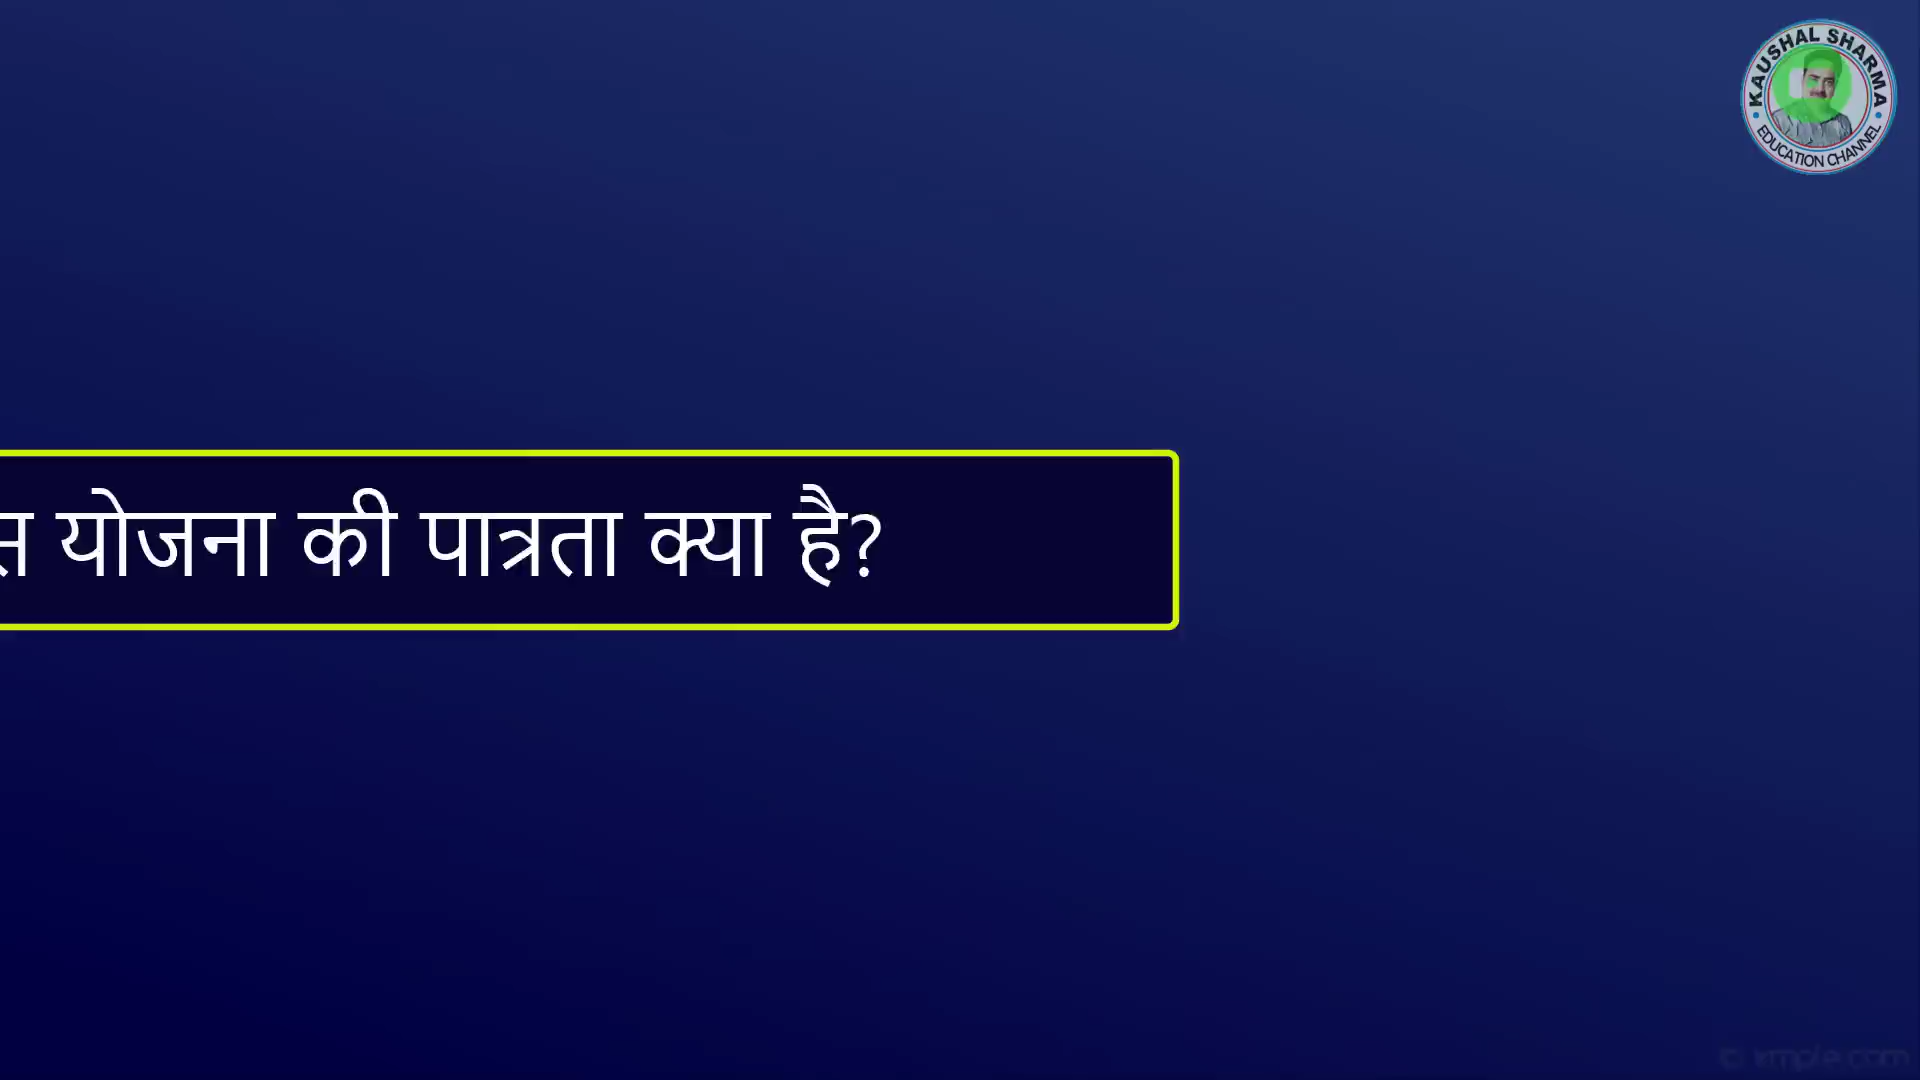 KAUSHAL SHARMA
EDUCATION CHANNEL
स योजना की पात्रता क्या है?